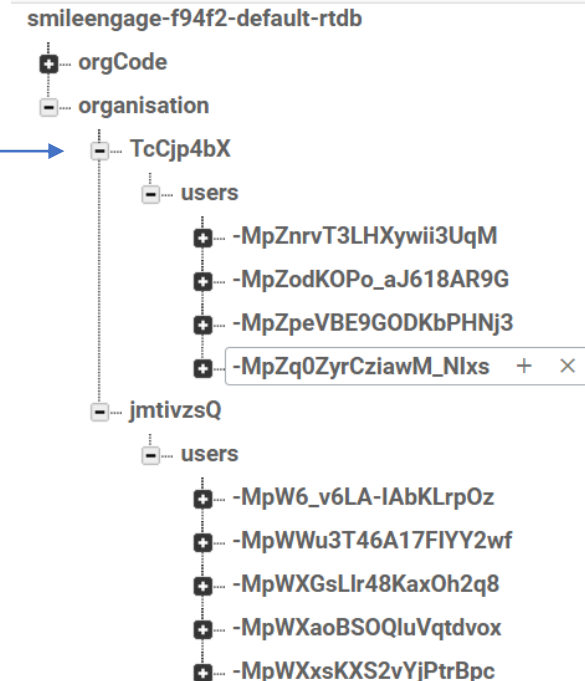 smileengage-f94f2-default-rtdb
orgCode
organisation
TcCjp4bX
users
-MpZnrvT3LHXywii3UqM
-MpZodKOPo_aJ618AR9G
-MpZpeVBE9GODKbPHNj3
-MpZq0ZyrCziawM_NIxs + ×
jmtivzsQ
users
-MpW6_v6LA-IAbKLrpOz
-MpWWu3T46A17FIYY2wf
-MpWXGsLIr48KaxOh2q8
-MpWXaoBSOQluVqtdvox
-MpWXxsKXS2vYjPtrBpc